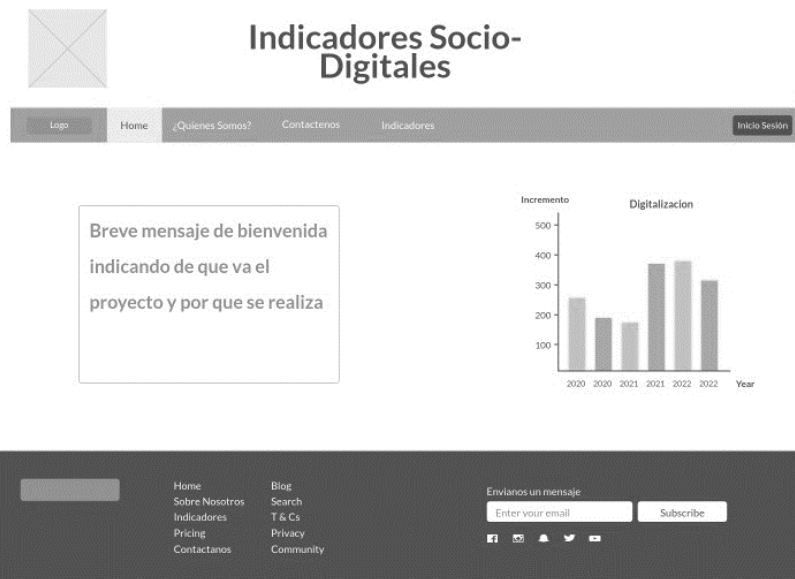 Indicadores Socio-
Digitales
Logo
Home
¿Quienes Somos?
Contactenos
Indicadores
Inicio Sesión
Breve mensaje de bienvenida
indicando de que va el
proyecto y por que se realiza
Incremento
Digitalizacion
500
400
300
200
100
2020 2020 2021 2021 2022 2022 Year
Home
Sobre Nosotros
Indicadores
Pricing
Contactanos
Blog
Search
T & Cs
Privacy
Community
Envianos un mensaje
Enter your email
Subscribe